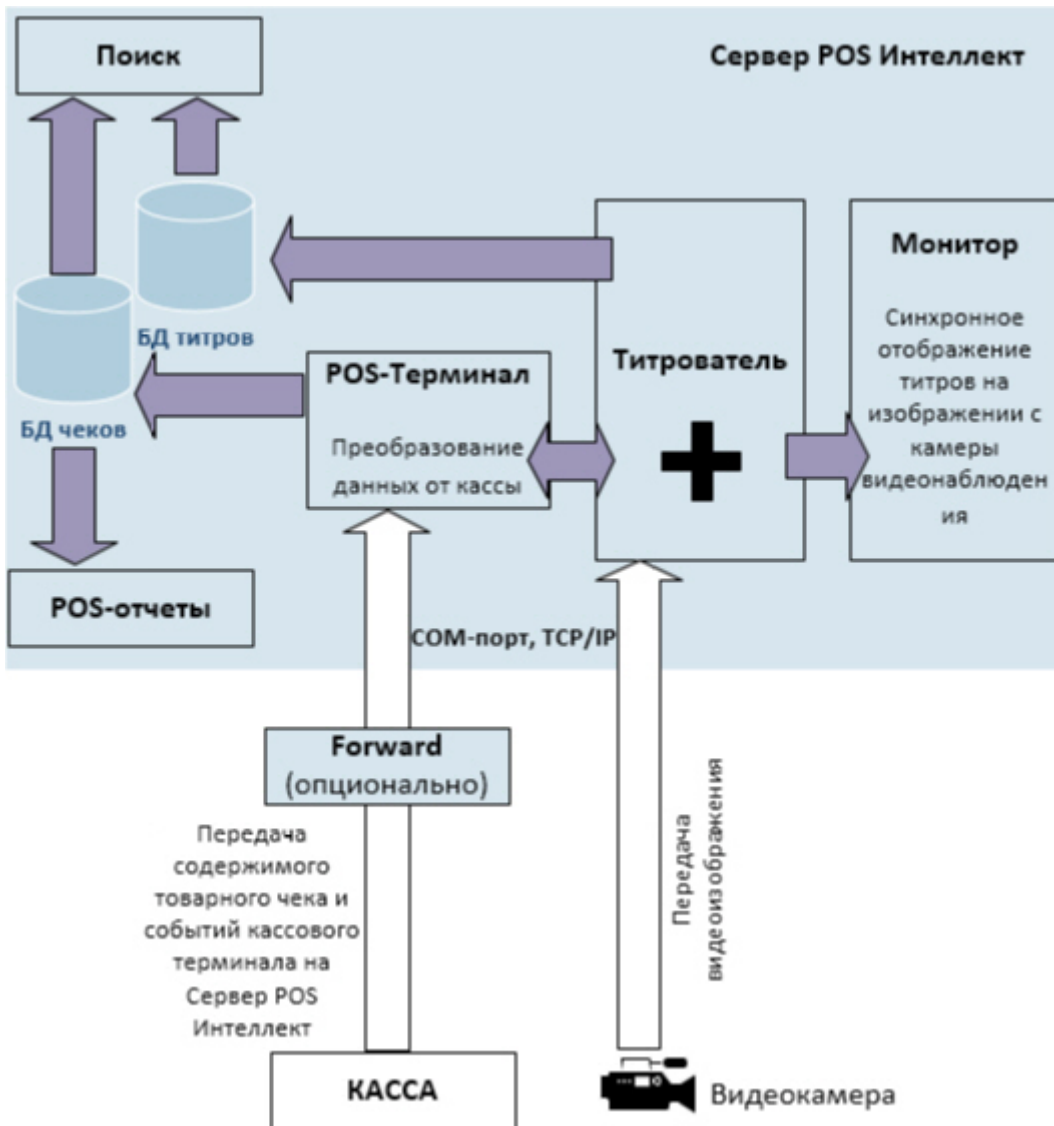 Поиск
Сервер POS Интеллект
БД титров
БД чеков
POS-Терминал
Преобразование
данных от кассы
Титрователь
Монитор
Синхронное
отображение
титров на
изображении с
камеры
видеонаблюден
ия
POS-отчеты
COM-порт, TCP/IP
Forward
(опционально)
Передача
содержимого
товарного чека и
событий кассового
терминала на
Сервер POS
Интеллект
Передача
видеоизображения
КАССА
Видеокамера